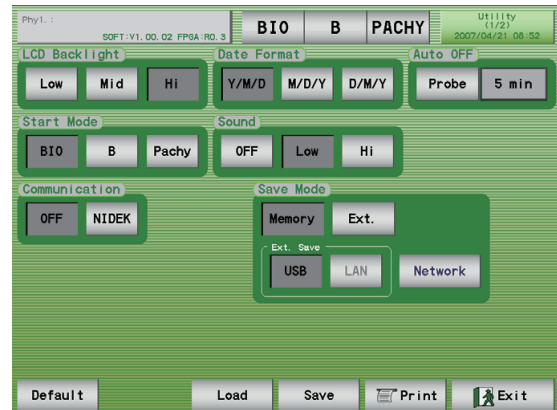 Phy1. :
SOFT:V1.00.02 FPGA:R0.3
BIO B PACHY
Utility
(1/2)
2007/04/21 08:52
LCD Backlight Date Format Auto OFF
Low Mid Hi Y/M/D M/D/Y D/M/Y Probe 5 min
Start Mode Sound
BIO B Pachy OFF Low Hi
Communication Save Mode
OFF NIDEK Memory Ext.
Ext. Save
USB LAN Network
Default Load Save Print Exit